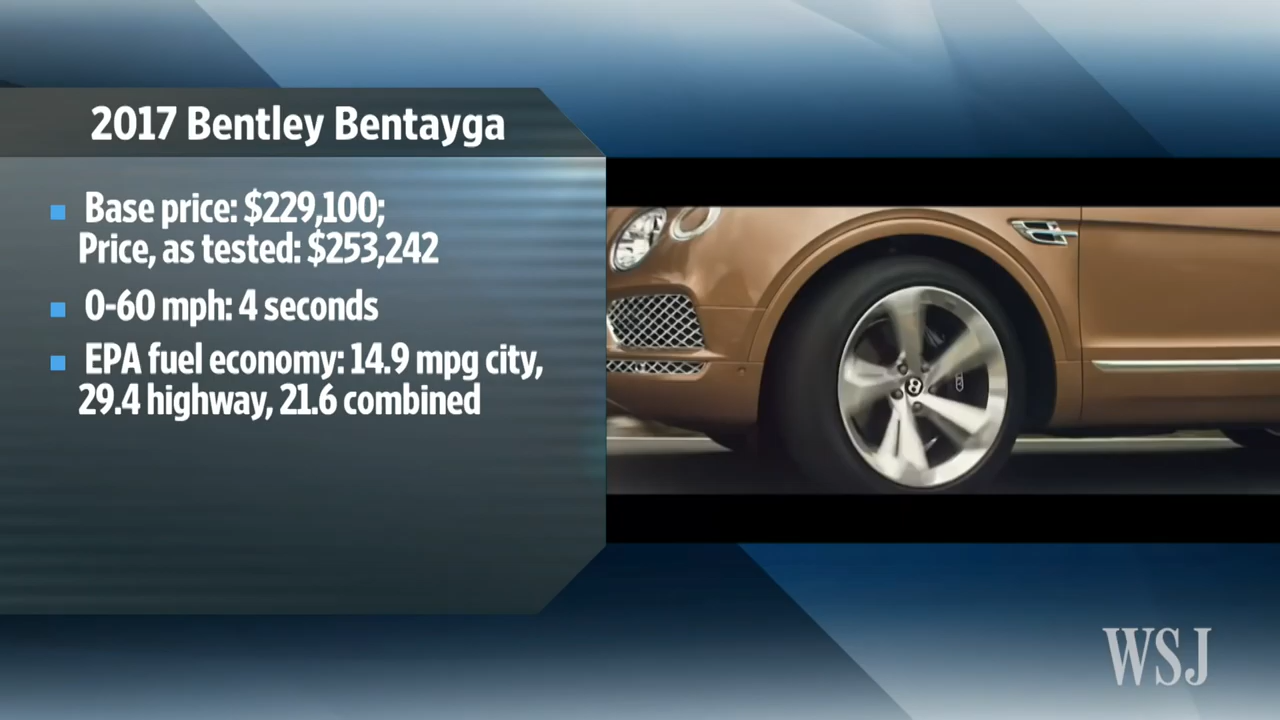 2017 Bentley Bentayga
Base price: $229,100;
Price, as tested: $253,242
0-60 mph: 4 seconds
EPA fuel economy: 14.9 mpg city,
29.4 highway, 21.6 combined
B
WSJ